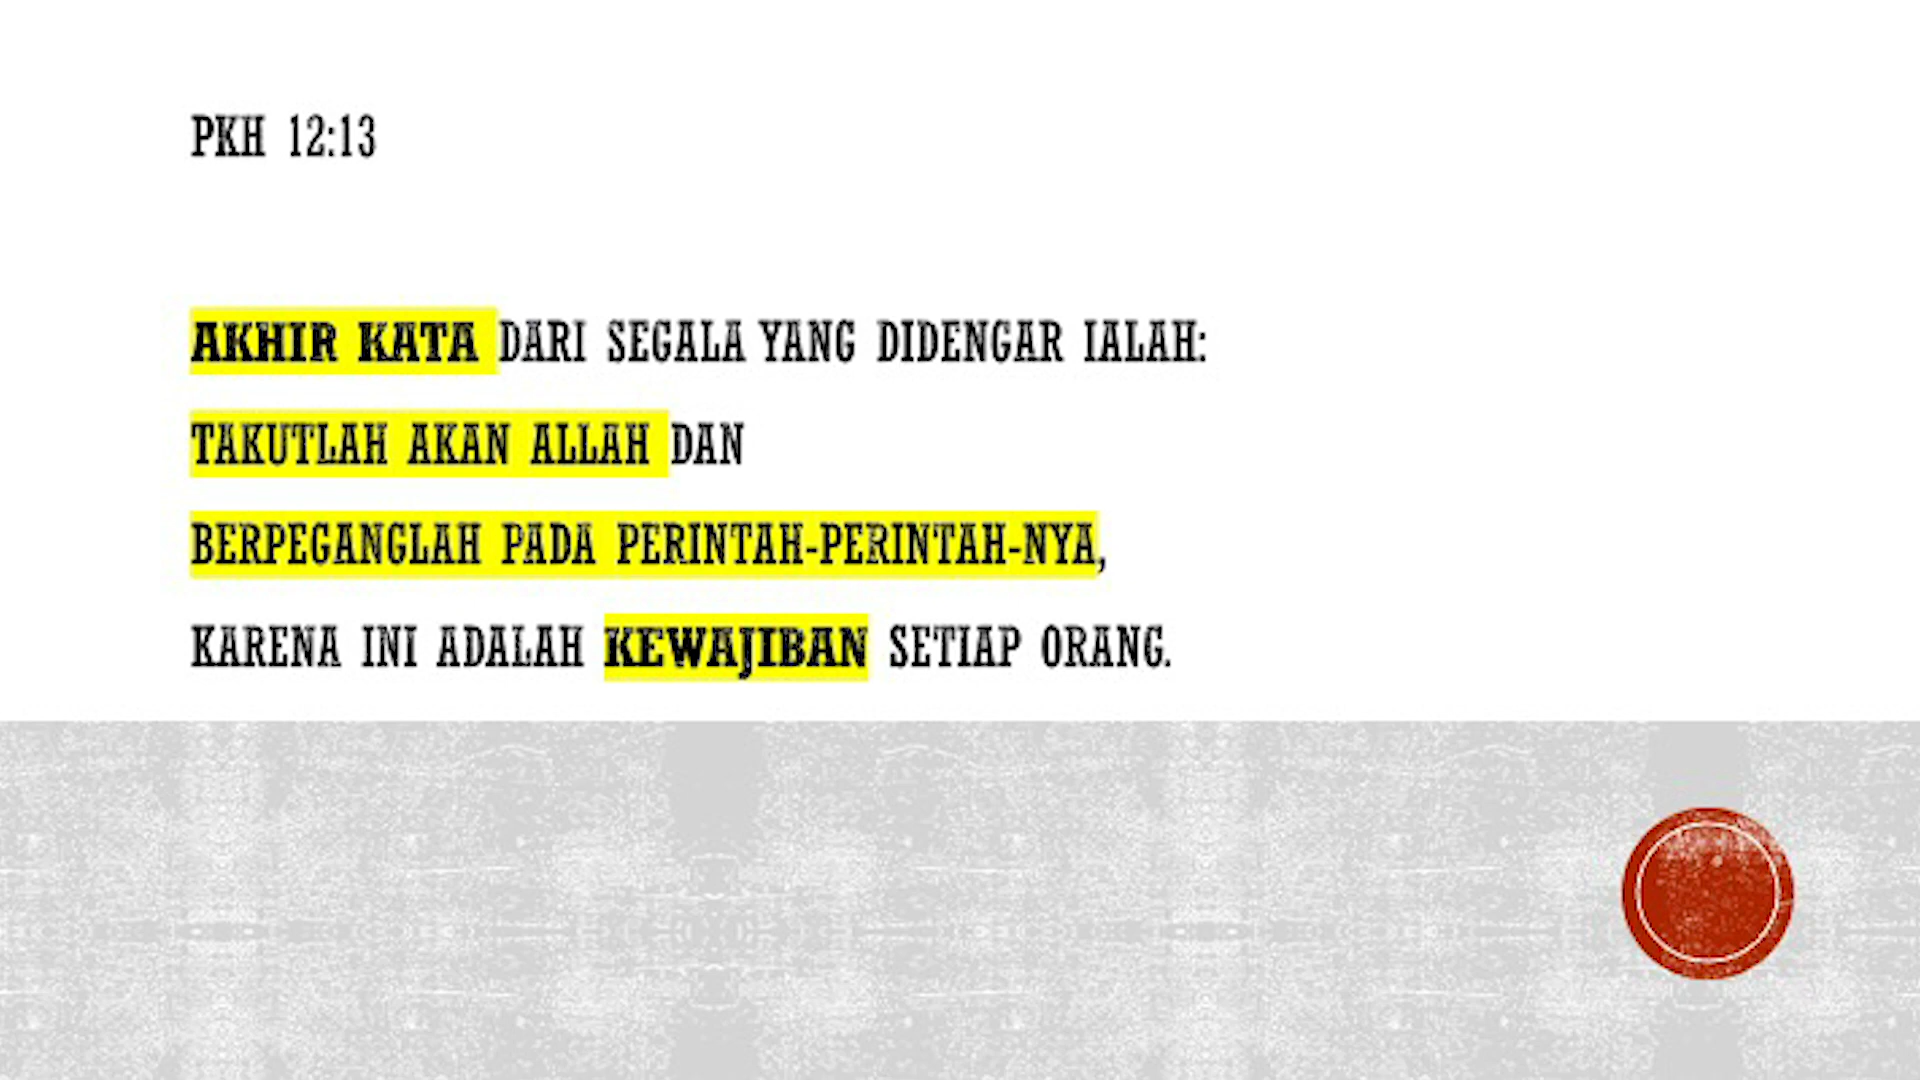 PKH 12:13
AKHIR KATA DARI SEGALA YANG DIDENGAR IALAH:
TAKUTLAH AKAN ALLAH DAN
BERPEGANGLAH PADA PERINTAH-PERINTAH-NYA,
KARENA INI ADALAH KEWAJIBAN SETIAP ORANG.